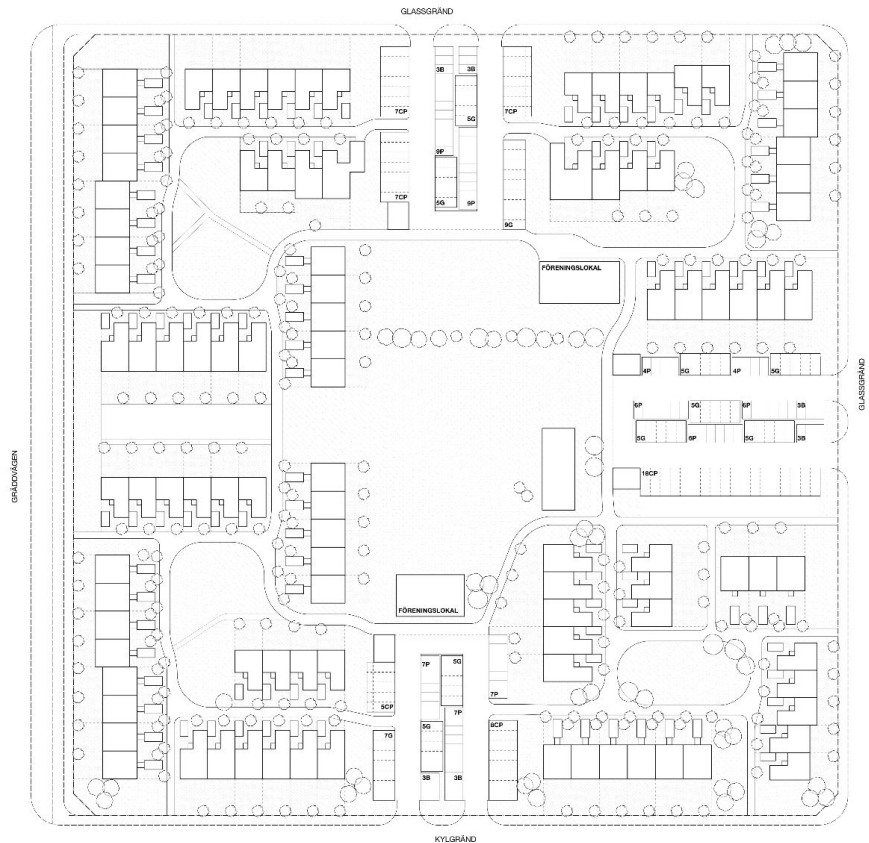 GLASSGRÄND
3B
3B
5G
7CP
7CP
9P
7CP
5G
9P
9G
FÖRENINGSLOKAL
4P
5G
4P
5G
GLASSGRÄND
6P
5G
6P
3B
5G
6P
5G
3B
18CP
GRÄDDVÄGEN
FÖRENINGSLOKAL
7P
5G
7P
5CP
7P
7G
5G
8CP
3B
3B
KYLGRÄND